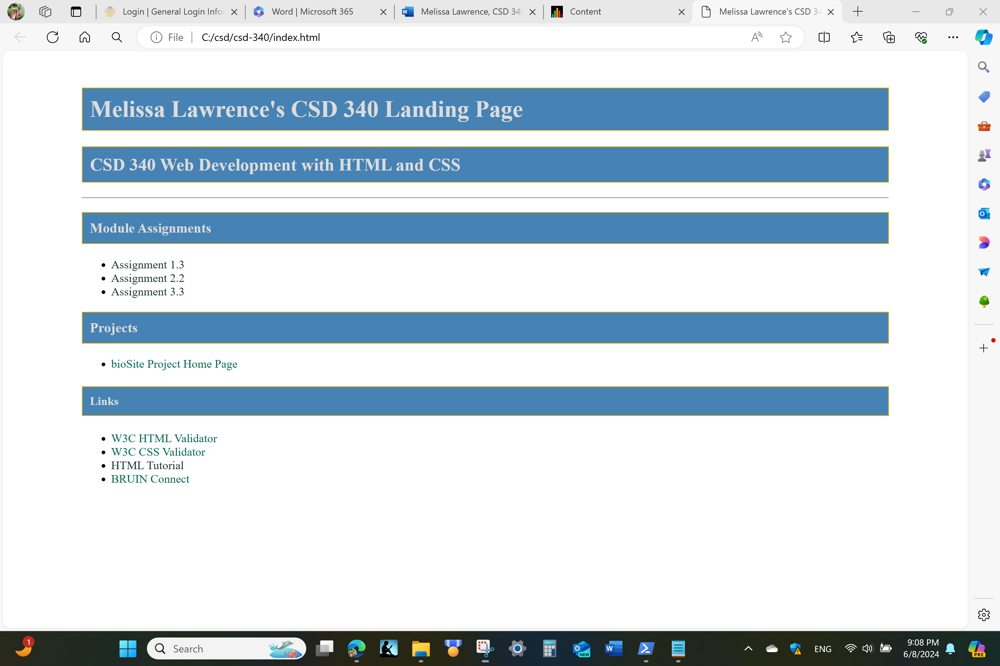 Login | General Login Infor
Word | Microsoft 365
Melissa Lawrence, CSD 340
Content
Melissa Lawrence's CSD 34
File
C:/csd/csd-340/index.html
Melissa Lawrence's CSD 340 Landing Page
CSD 340 Web Development with HTML and CSS
Module Assignments
Assignment 1.3
Assignment 2.2
Assignment 3.3
Projects
bioSite Project Home Page
Links
W3C HTML Validator
W3C CSS Validator
HTML Tutorial
BRUIN Connect
1
Search
NEW
ENG
9:08 PM
6/8/2024
PRE